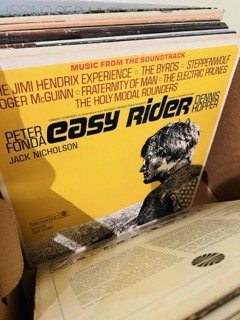 MUSIC FROM THE SOUNDTRACK
THE JIMI HENDRIX EXPERIENCE · THE BYRDS · STEPPENWOLF
ROGER McGUINN · FRATERNITY OF MAN · THE ELECTRIC PRUNES
THE HOLY MODAL ROUNDERS
PETER
FONDA
easy rider
DENNIS
HOPPER
JACK NICHOLSON